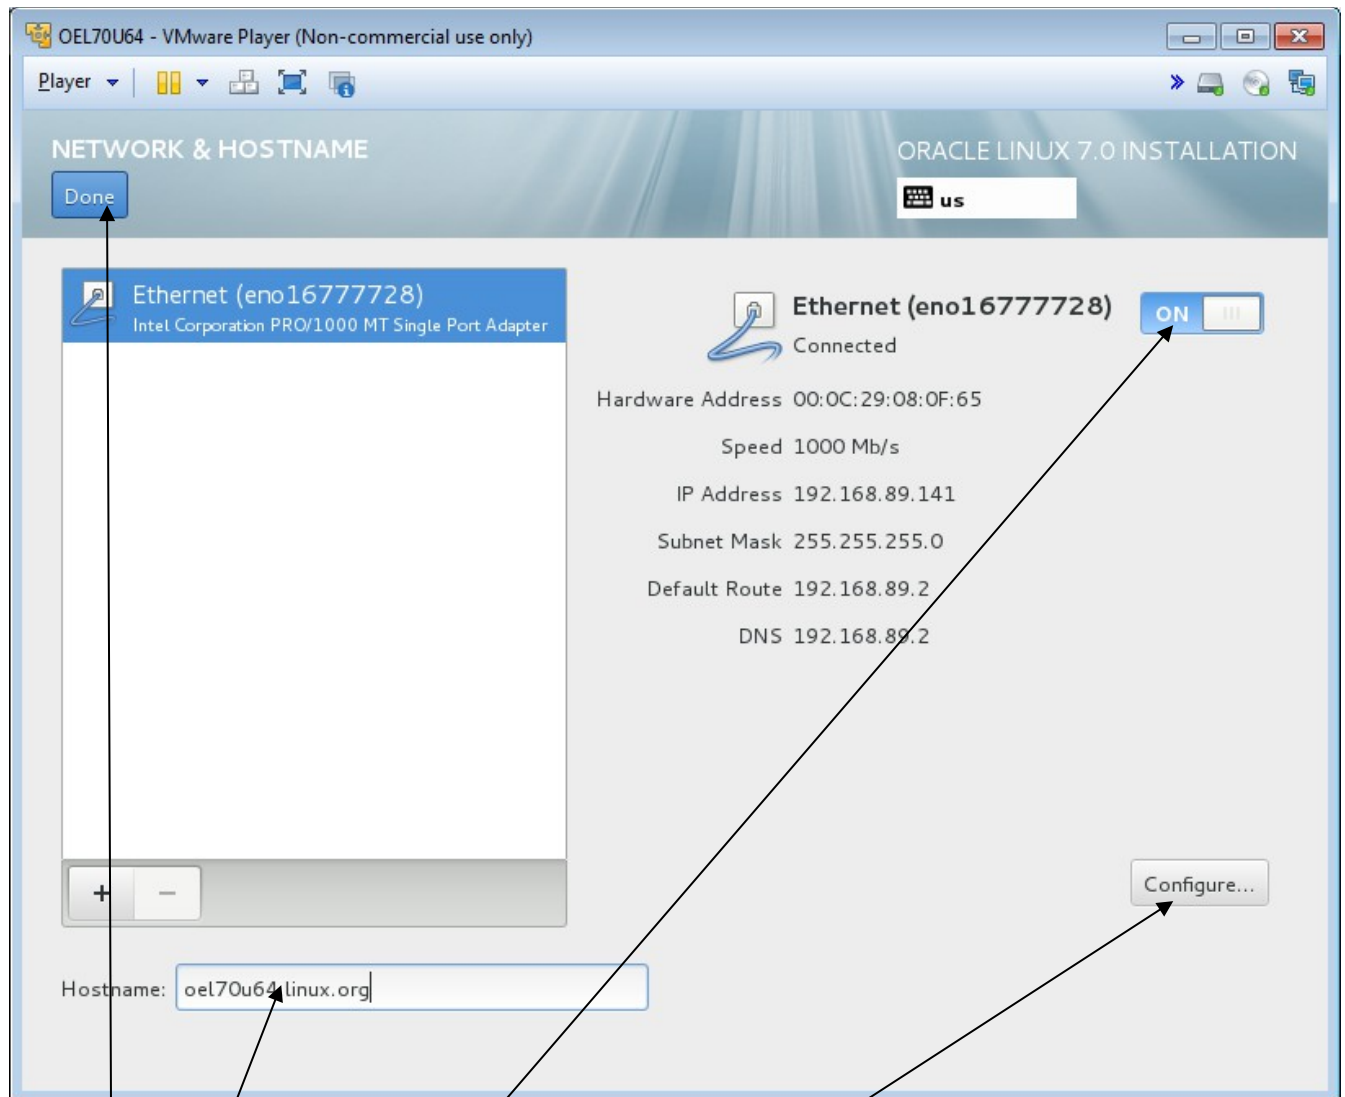 OEL70U64 - VMware Player (Non-commercial use only)
Player
NETWORK & HOSTNAME
ORACLE LINUX 7.0 INSTALLATION
Done
us
Ethernet (eno16777728)
Intel Corporation PRO/1000 MT Single Port Adapter
Ethernet (eno16777728)
ON
Connected
Hardware Address 00:0C:29:08:0F:65
Speed 1000 Mb/s
IP Address 192.168.89.141
Subnet Mask 255.255.255.0
Default Route 192.168.89.2
DNS 192.168.89.2
+ −
Configure...
Hostname: oel70u64.linux.org